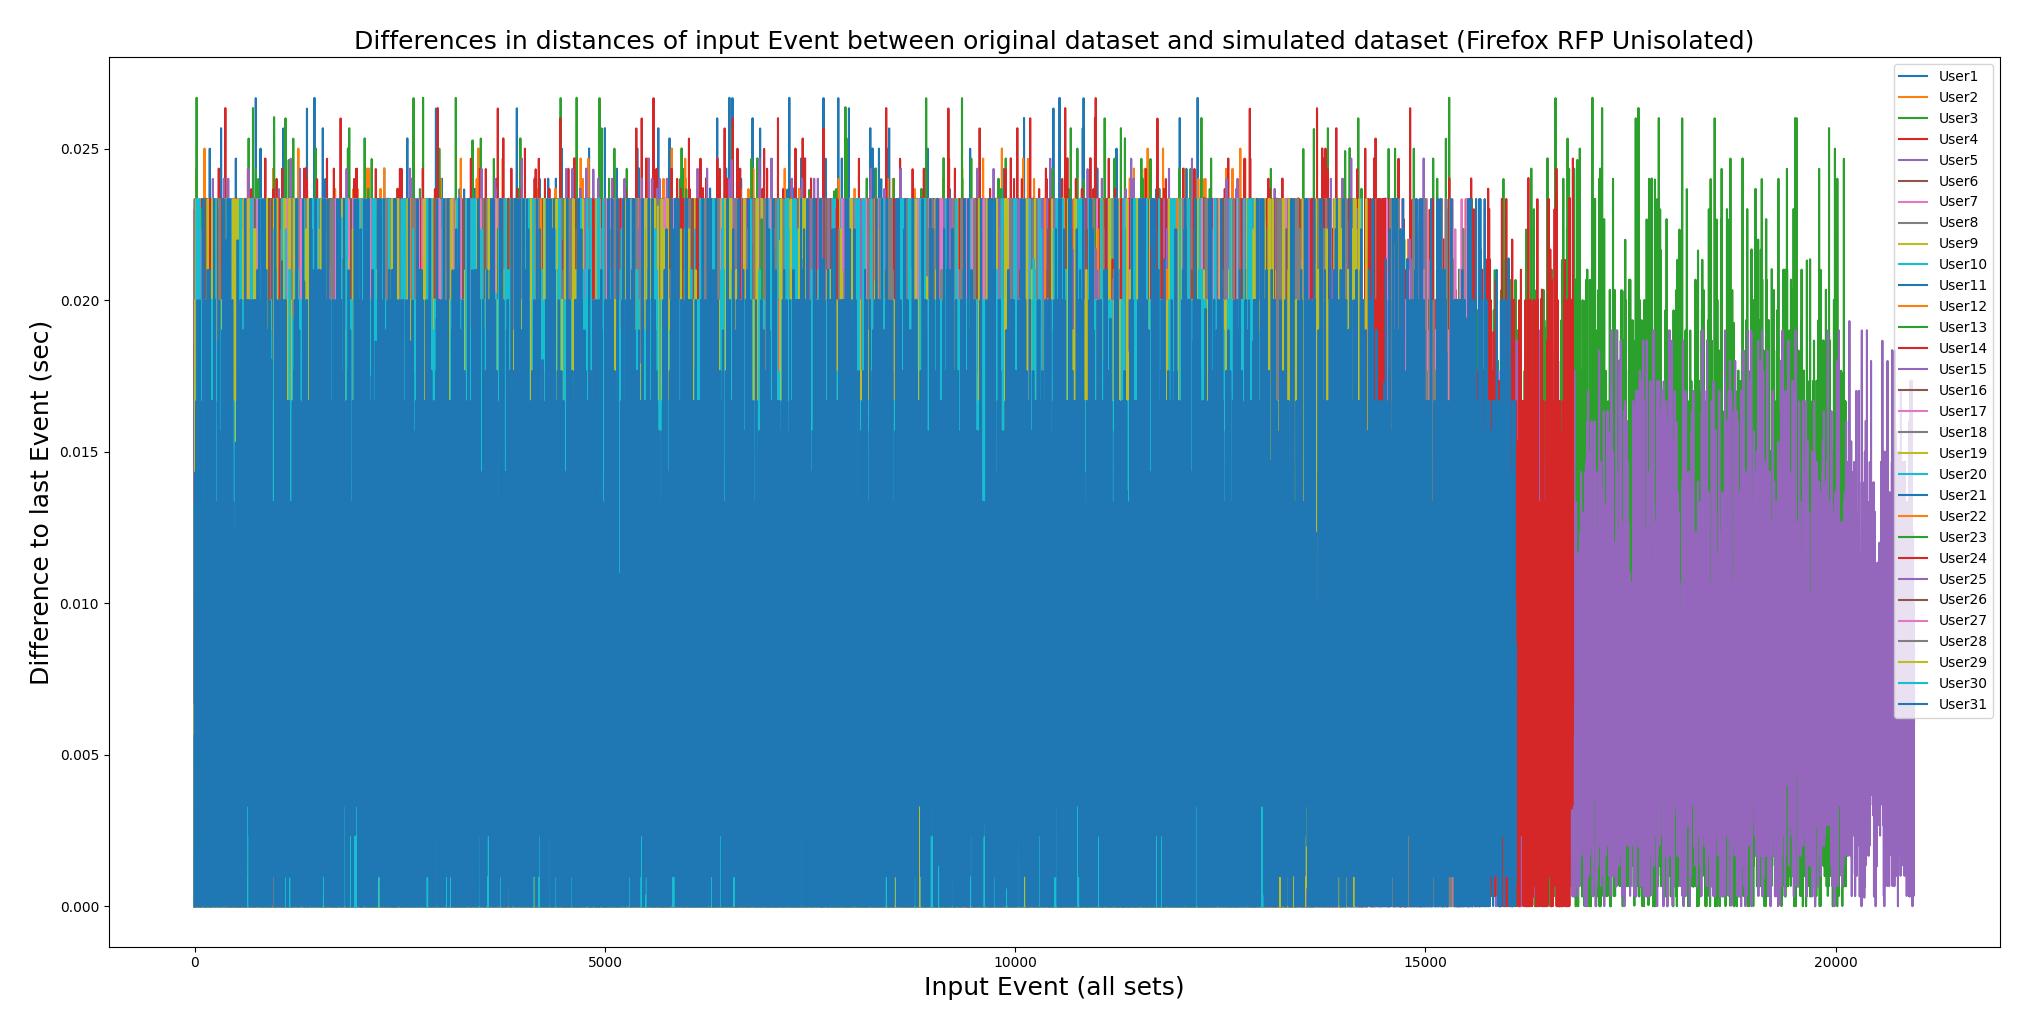 Differences in distances of input Event between original dataset and simulated dataset (Firefox RFP Unisolated)
Difference to last Event (sec)
0.025
0.020
0.015
0.010
0.005
0.000
0
5000
10000
15000
20000
Input Event (all sets)
User1
User2
User3
User4
User5
User6
User7
User8
User9
User10
User11
User12
User13
User14
User15
User16
User17
User18
User19
User20
User21
User22
User23
User24
User25
User26
User27
User28
User29
User30
User31